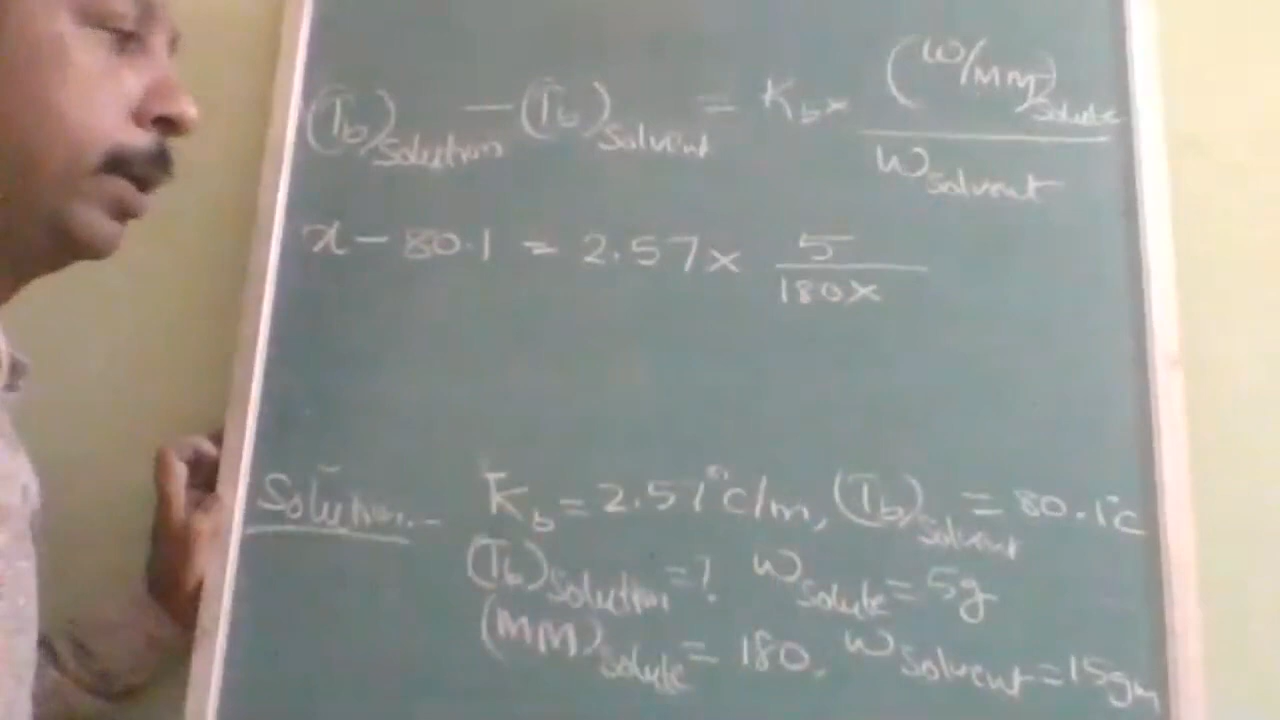 (Tb)Solution – (Tb)Solvent = Kb × (W/MM)Solute / WSolvent
x – 80.1 = 2.57 × 5 / 180×
Solution.– Kb = 2.57°c/m, (Tb)Solvent = 80.1°c
(Tb)Solution = ? WSolute = 5g
(MM)Solute = 180, WSolvent = 15gm